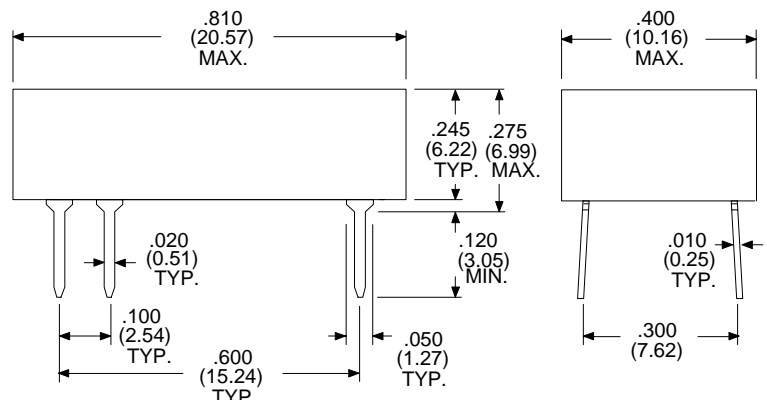 .810
(20.57)
MAX.
.400
(10.16)
MAX.
.245
(6.22)
TYP.
.275
(6.99)
MAX.
.020
(0.51)
TYP.
.120
(3.05)
MIN.
.010
(0.25)
TYP.
.100
(2.54)
TYP.
.600
(15.24)
TYP.
.050
(1.27)
TYP.
.300
(7.62)